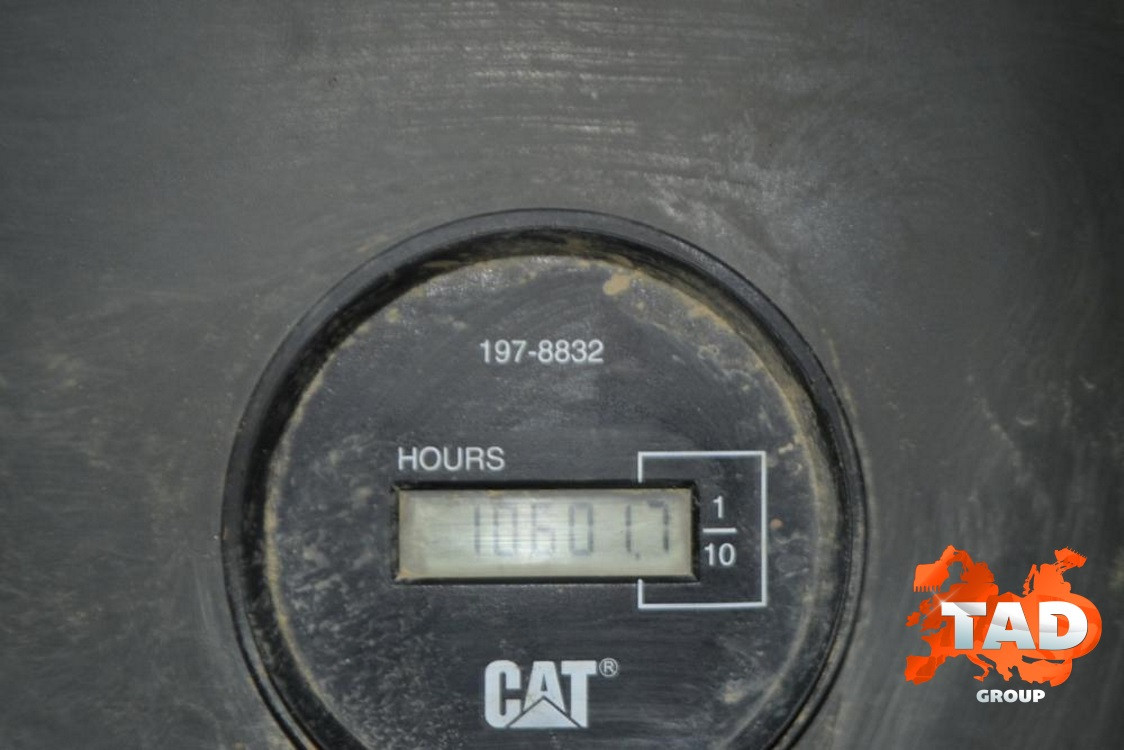 197-8832
HOURS
10601.7
1
10
CAT®
TAD
GROUP